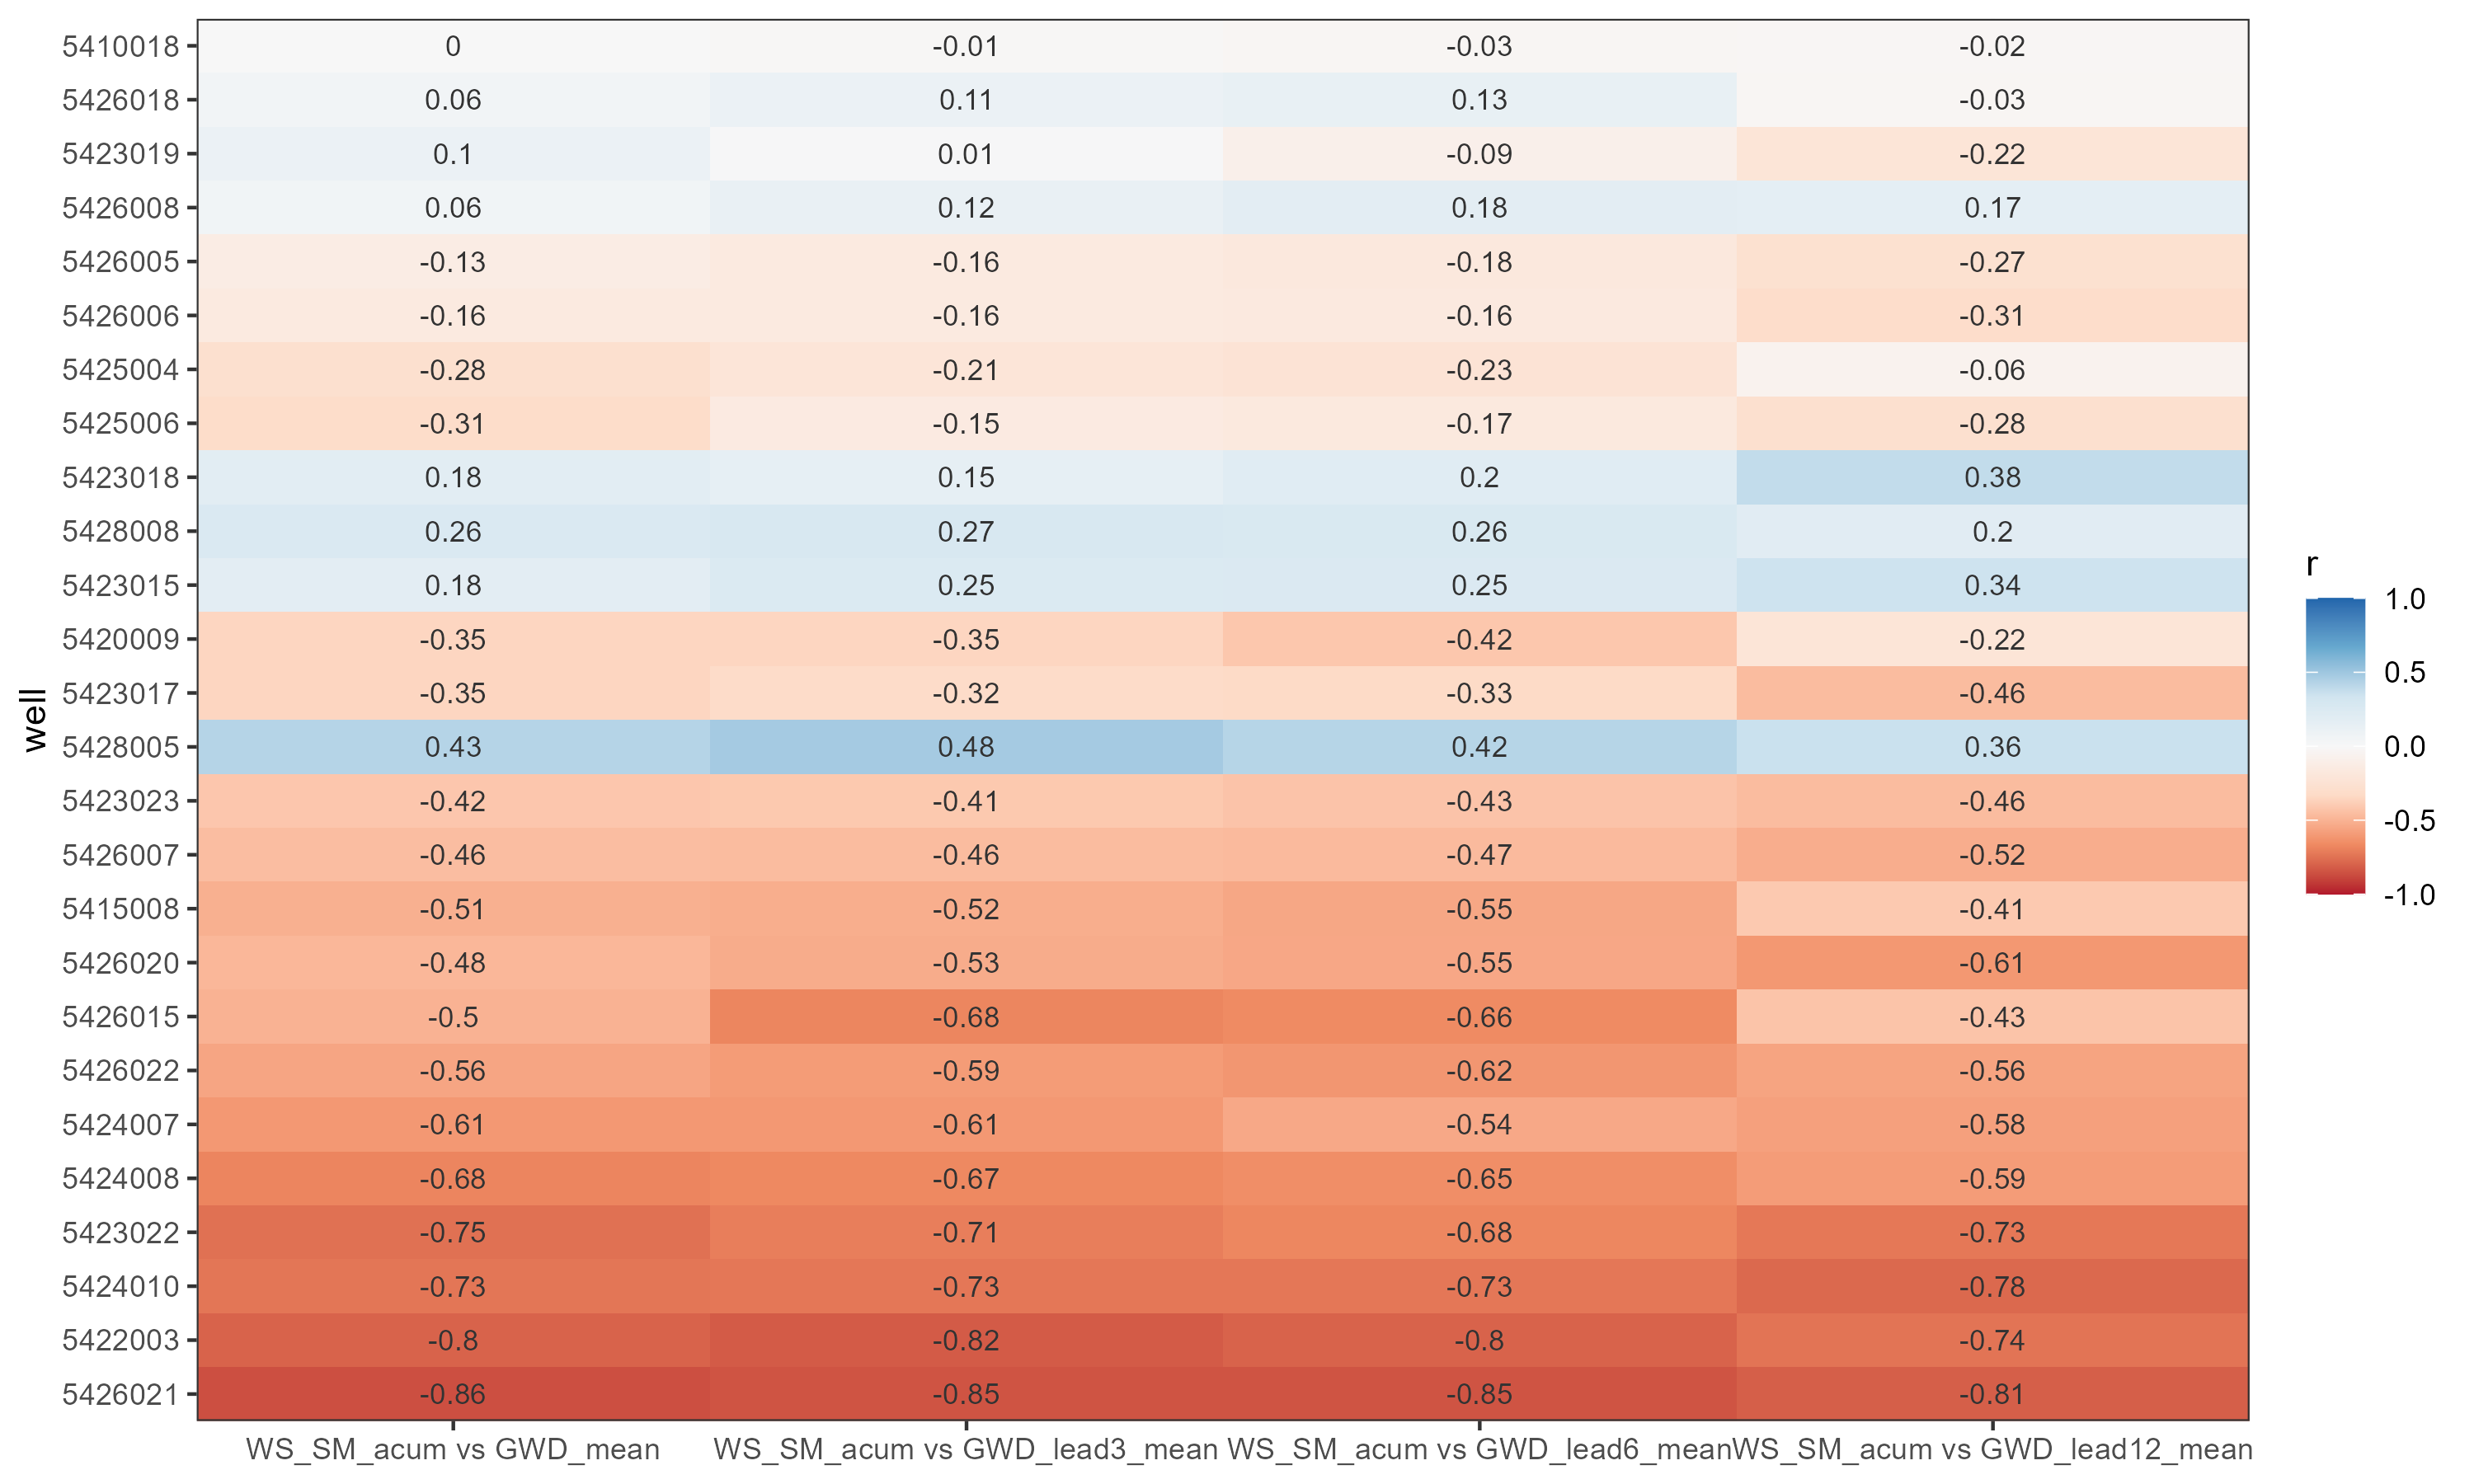 5410018 0 -0.01 -0.03 -0.02
5426018 0.06 0.11 0.13 -0.03
5423019 0.1 0.01 -0.09 -0.22
5426008 0.06 0.12 0.18 0.17
5426005 -0.13 -0.16 -0.18 -0.27
5426006 -0.16 -0.16 -0.16 -0.31
5425004 -0.28 -0.21 -0.23 -0.06
5425006 -0.31 -0.15 -0.17 -0.28
5423018 0.18 0.15 0.2 0.38
5428008 0.26 0.27 0.26 0.2
5423015 0.18 0.25 0.25 0.34
5420009 -0.35 -0.35 -0.42 -0.22
5423017 -0.35 -0.32 -0.33 -0.46
5428005 0.43 0.48 0.42 0.36
5423023 -0.42 -0.41 -0.43 -0.46
5426007 -0.46 -0.46 -0.47 -0.52
5415008 -0.51 -0.52 -0.55 -0.41
5426020 -0.48 -0.53 -0.55 -0.61
5426015 -0.5 -0.68 -0.66 -0.43
5426022 -0.56 -0.59 -0.62 -0.56
5424007 -0.61 -0.61 -0.54 -0.58
5424008 -0.68 -0.67 -0.65 -0.59
5423022 -0.75 -0.71 -0.68 -0.73
5424010 -0.73 -0.73 -0.73 -0.78
5422003 -0.8 -0.82 -0.8 -0.74
5426021 -0.86 -0.85 -0.85 -0.81
WS_SM_acum vs GWD_mean WS_SM_acum vs GWD_lead3_mean WS_SM_acum vs GWD_lead6_mean WS_SM_acum vs GWD_lead12_mean
well
r
1.0
0.5
0.0
-0.5
-1.0